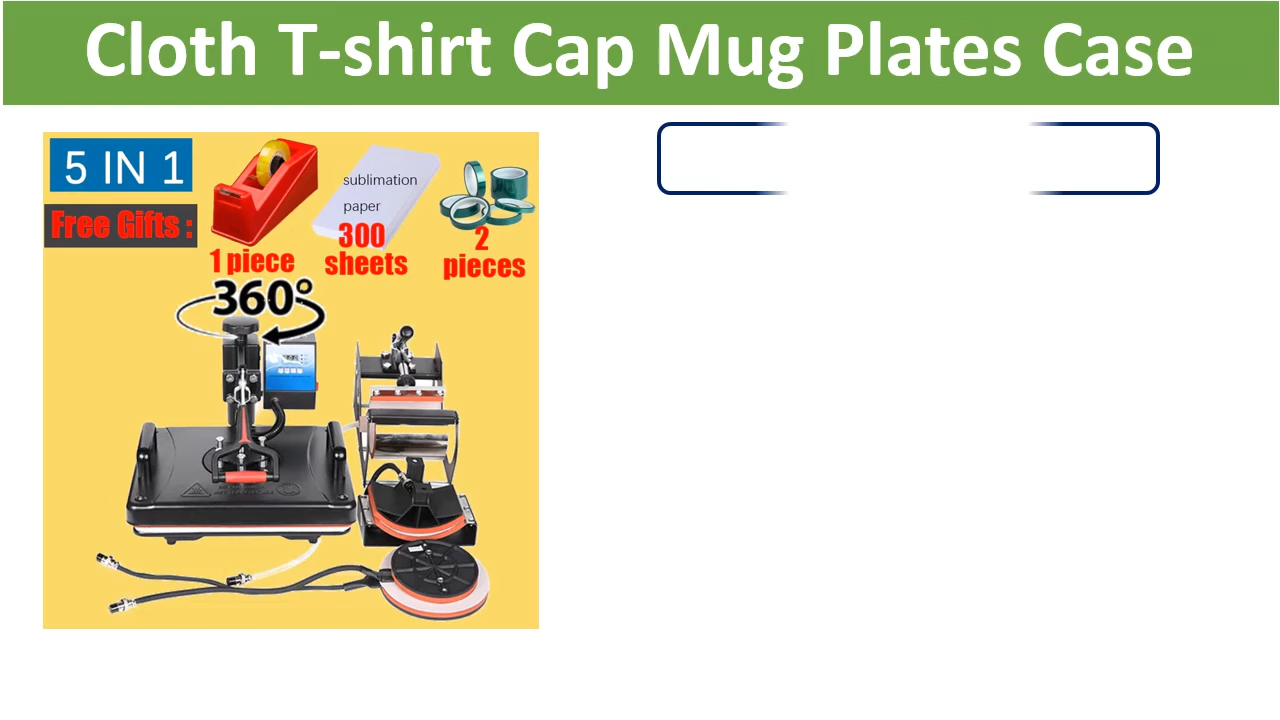 Cloth T-shirt Cap Mug Plates Case
5 IN 1
Free Gifts :
sublimation
paper
1 piece
300
sheets
2
pieces
360°